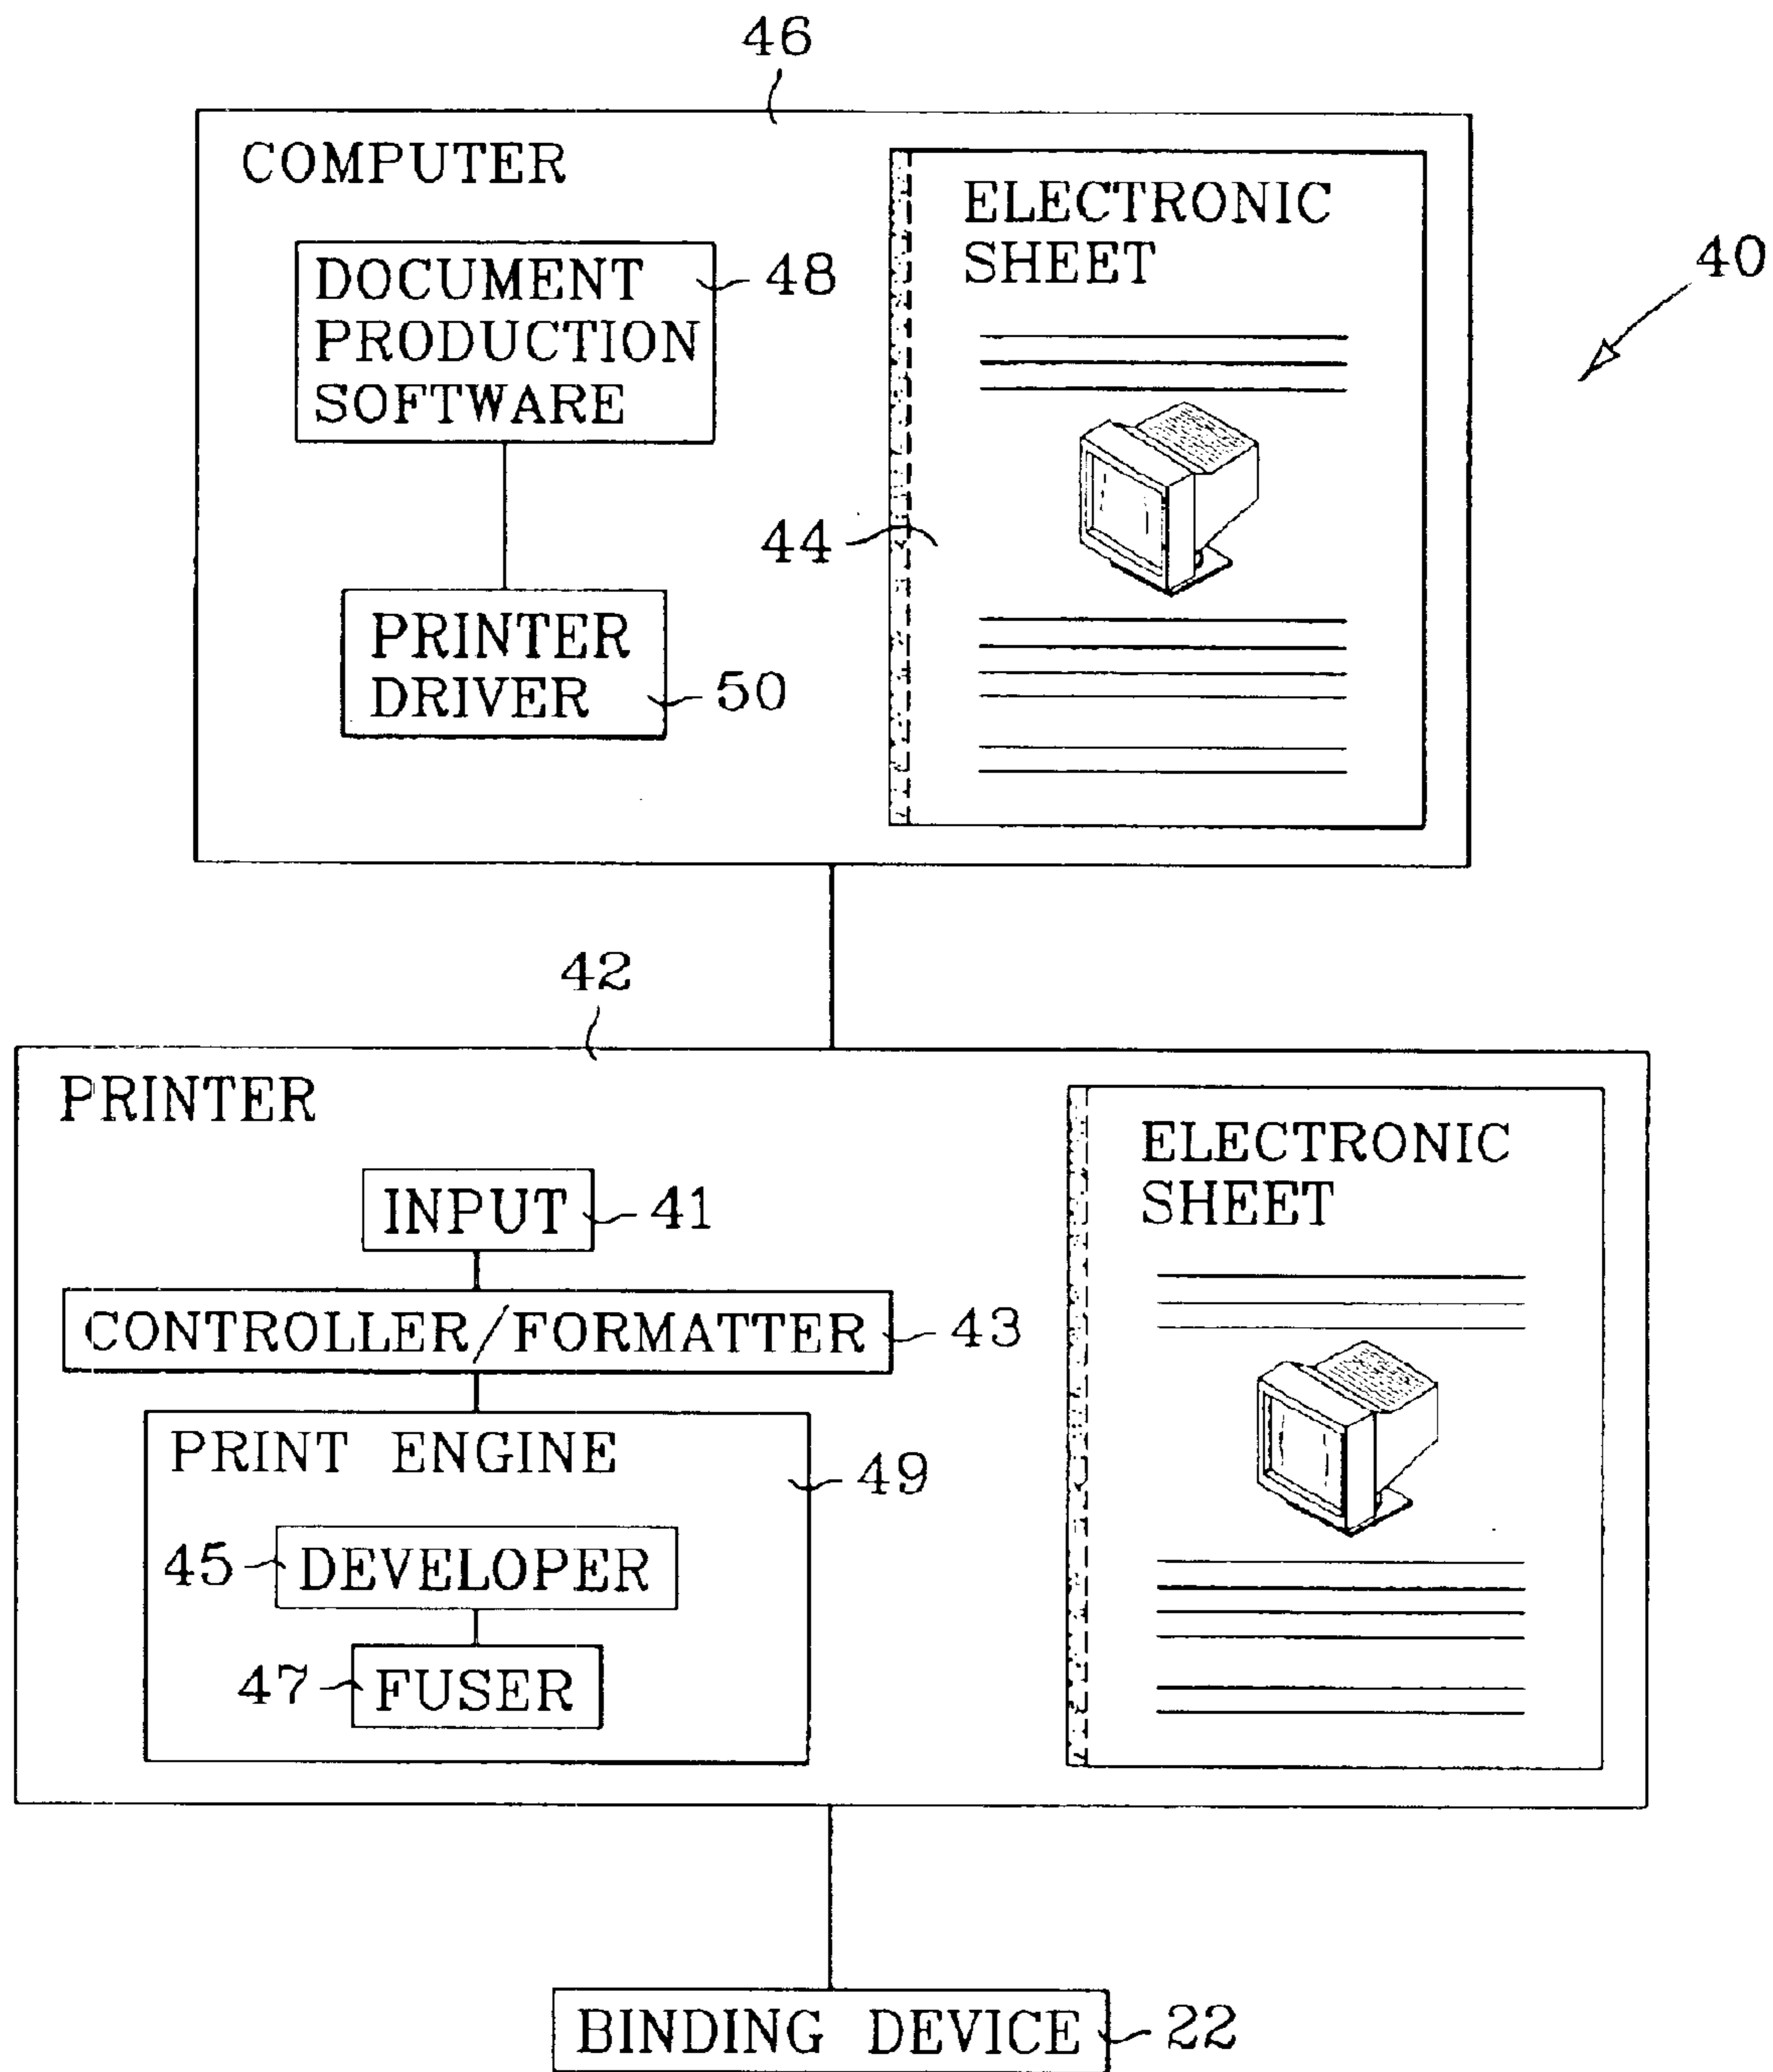 46
COMPUTER
ELECTRONIC
SHEET
40
DOCUMENT
PRODUCTION
SOFTWARE
48
44
PRINTER
DRIVER
50
42
PRINTER
ELECTRONIC
SHEET
INPUT
41
CONTROLLER/FORMATTER
43
PRINT ENGINE
49
45
DEVELOPER
47
FUSER
BINDING DEVICE
22